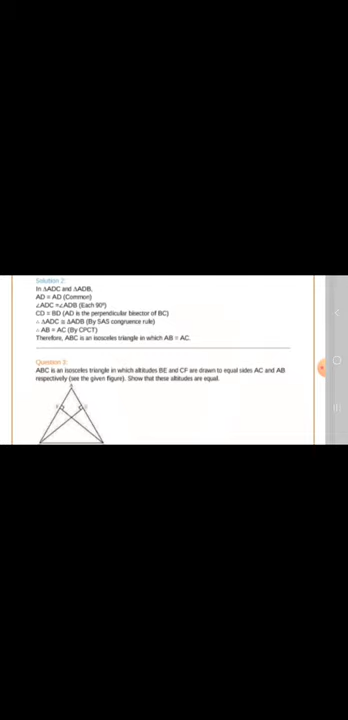 Solution 2:
In ΔADC and ΔADB,
AD = AD (Common)
∠ADC =∠ADB (Each 90º)
CD = BD (AD is the perpendicular bisector of BC)
∴ ΔADC ≅ ΔADB (By SAS congruence rule)
∴ AB = AC (By CPCT)
Therefore, ABC is an isosceles triangle in which AB = AC.
Question 3:
ABC is an isosceles triangle in which altitudes BE and CF are drawn to equal sides AC and AB
respectively (see the given figure). Show that these altitudes are equal.
A